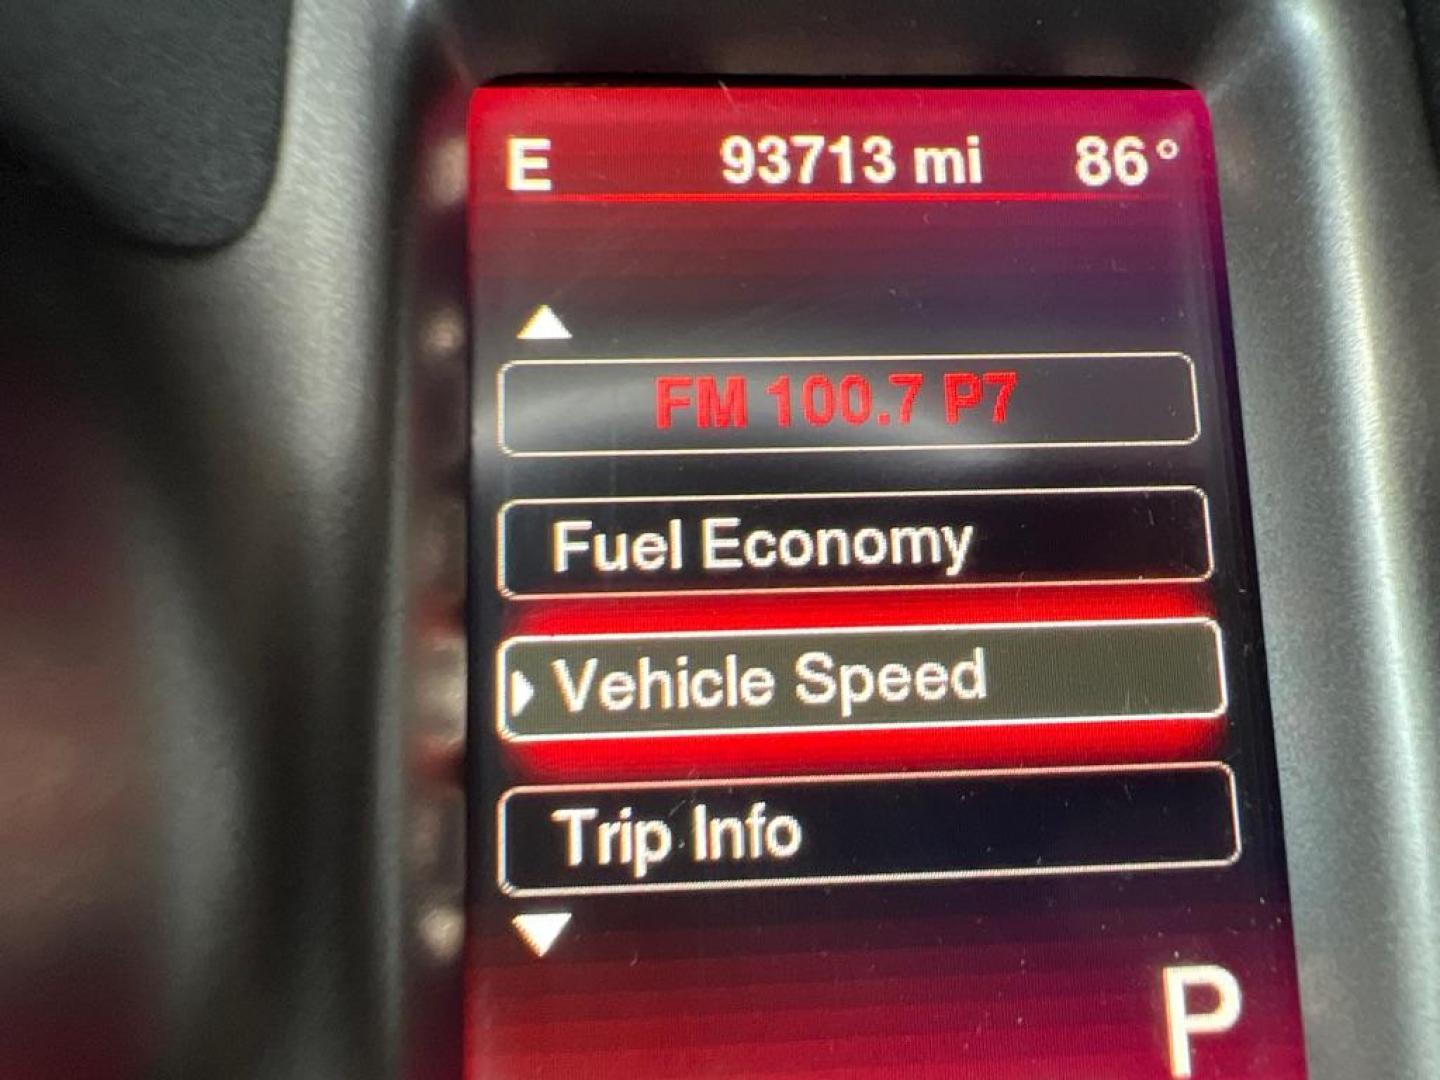 E 93713 mi 86°
FM 100.7 P7
Fuel Economy
Vehicle Speed
Trip Info
P